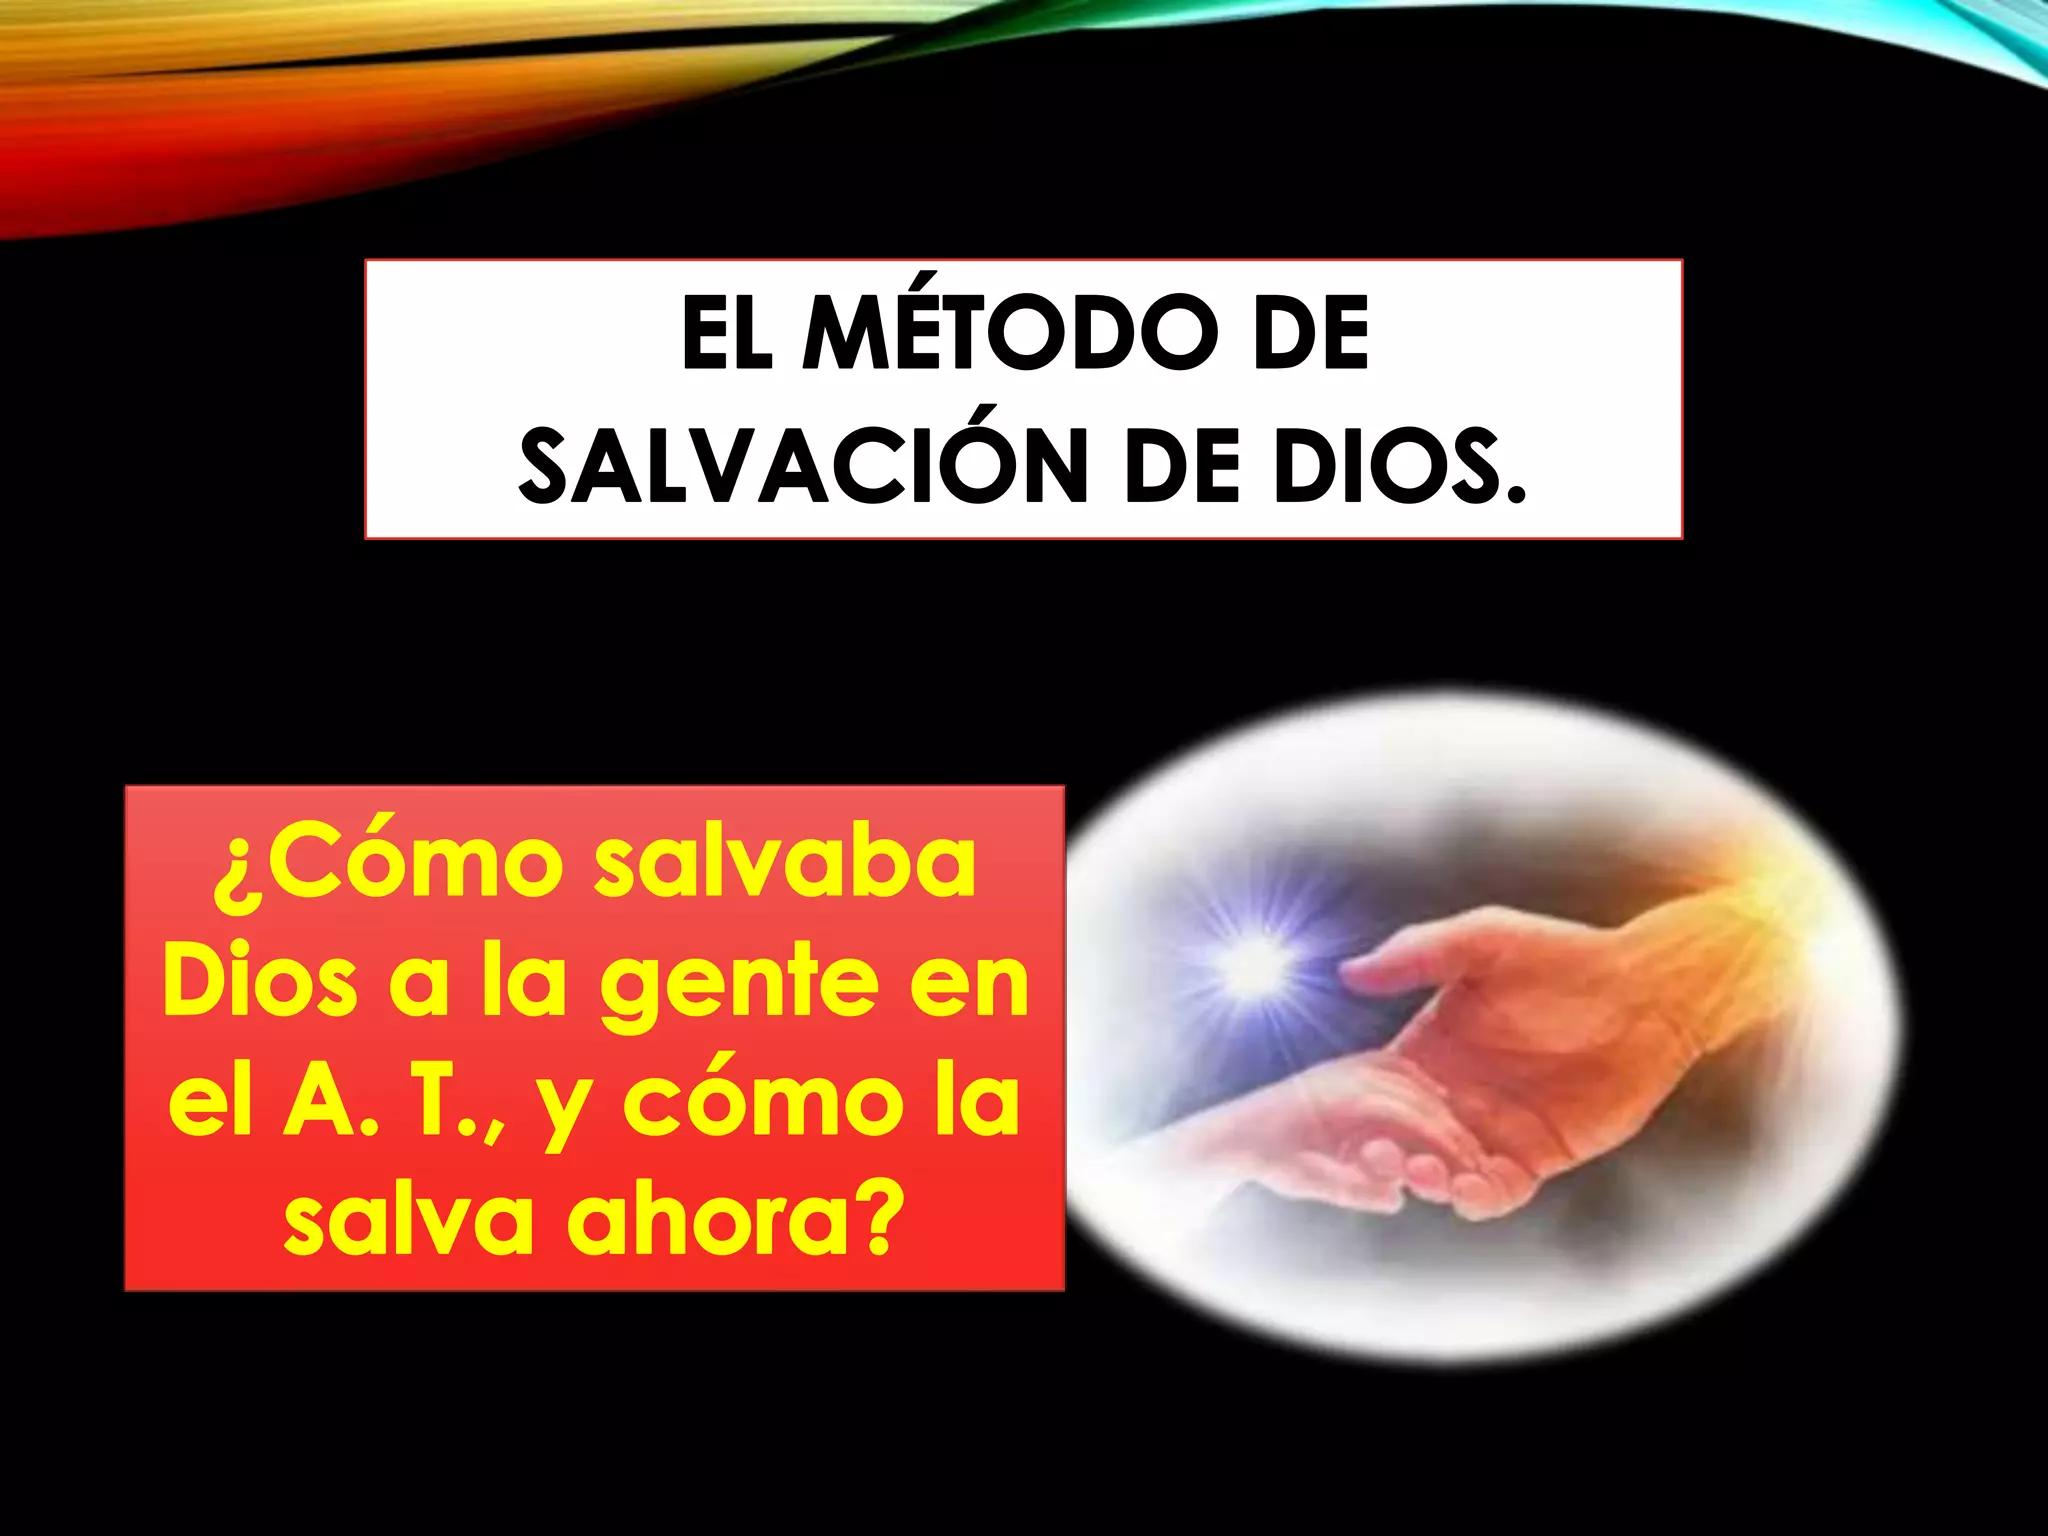 EL MÉTODO DE
SALVACIÓN DE DIOS.
¿Cómo salvaba
Dios a la gente en
el A. T., y cómo la
salva ahora?